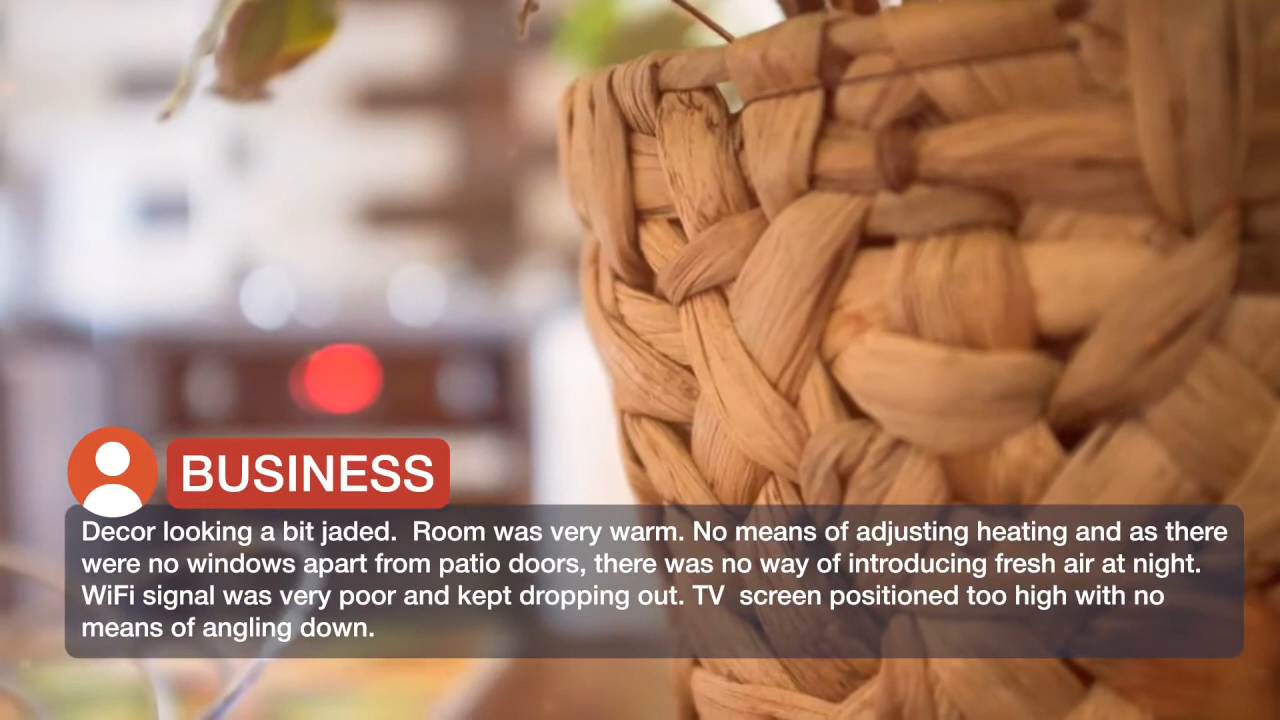 BUSINESS
Decor looking a bit jaded.  Room was very warm. No means of adjusting heating and as there
were no windows apart from patio doors, there was no way of introducing fresh air at night.
WiFi signal was very poor and kept dropping out. TV  screen positioned too high with no
means of angling down.